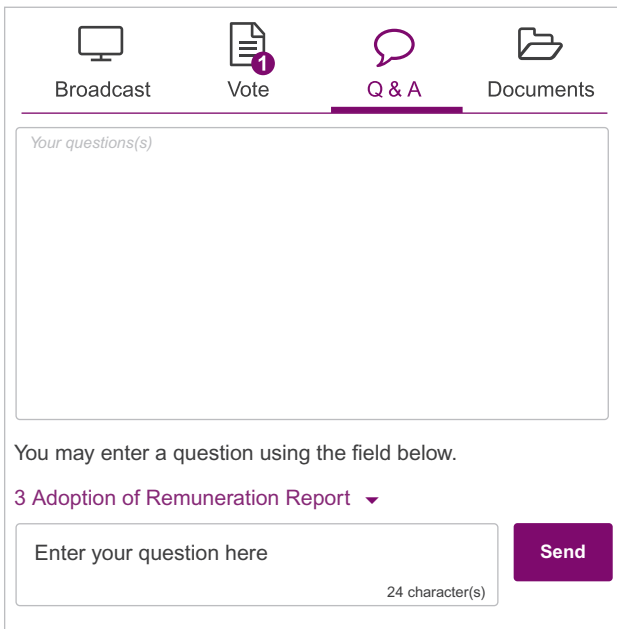 1
Broadcast Vote Q & A Documents
Your questions(s)
You may enter a question using the field below.
3 Adoption of Remuneration Report
Enter your question here
Send
24 character(s)